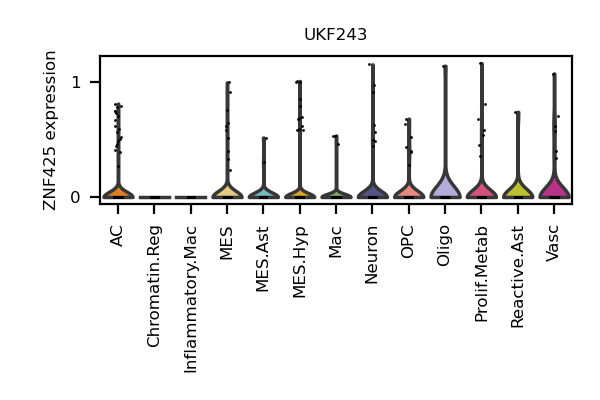 UKF243
ZNF425 expression
1
0
AC
Chromatin.Reg
Inflammatory.Mac
MES
MES.Ast
MES.Hyp
Mac
Neuron
OPC
Oligo
Prolif.Metab
Reactive.Ast
Vasc